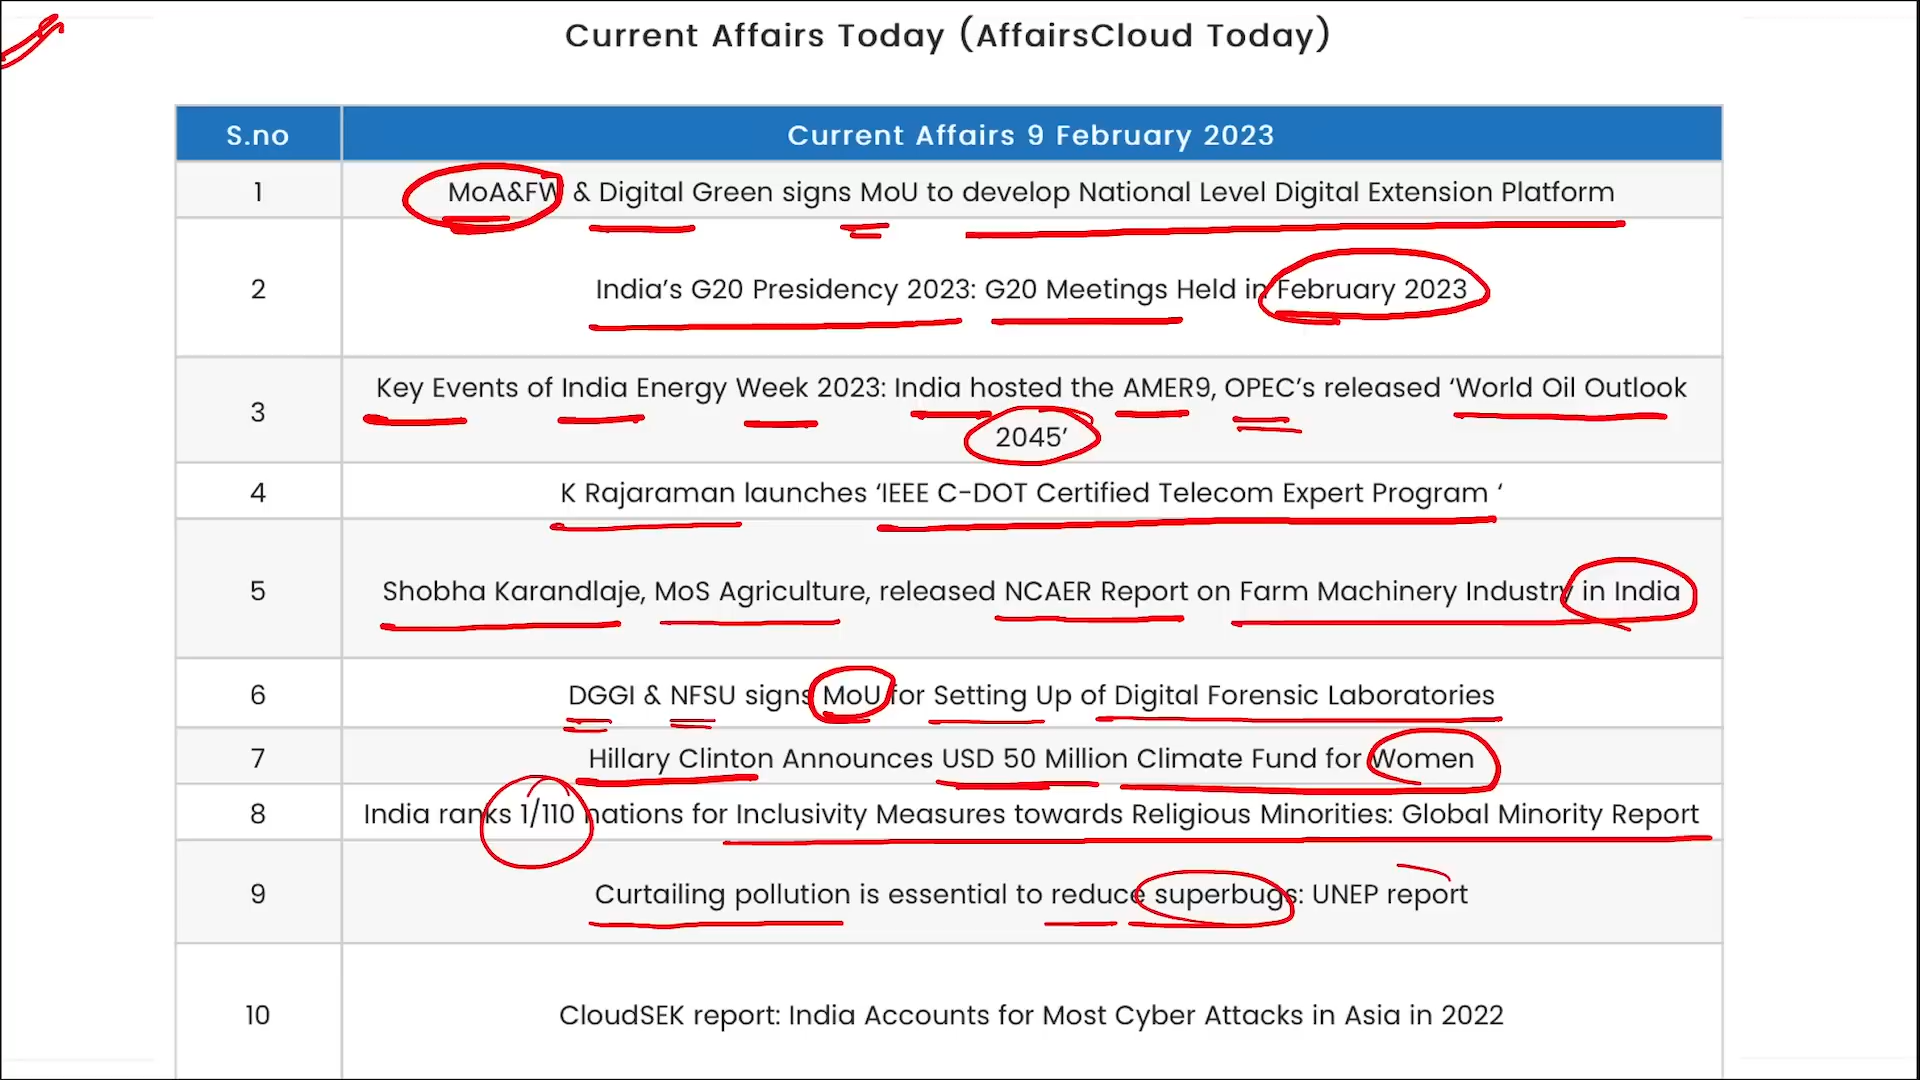 Current Affairs Today (AffairsCloud Today)
S.no
Current Affairs 9 February 2023
1
MoA&FW & Digital Green signs MoU to develop National Level Digital Extension Platform
2
India’s G20 Presidency 2023: G20 Meetings Held in February 2023
3
Key Events of India Energy Week 2023: India hosted the AMER9, OPEC’s released ‘World Oil Outlook
2045’
4
K Rajaraman launches ‘IEEE C-DOT Certified Telecom Expert Program ‘
5
Shobha Karandlaje, MoS Agriculture, released NCAER Report on Farm Machinery Industry in India
6
DGGI & NFSU signs MoU for Setting Up of Digital Forensic Laboratories
7
Hillary Clinton Announces USD 50 Million Climate Fund for Women
8
India ranks 1/110 nations for Inclusivity Measures towards Religious Minorities: Global Minority Report
9
Curtailing pollution is essential to reduce superbugs: UNEP report
10
CloudSEK report: India Accounts for Most Cyber Attacks in Asia in 2022